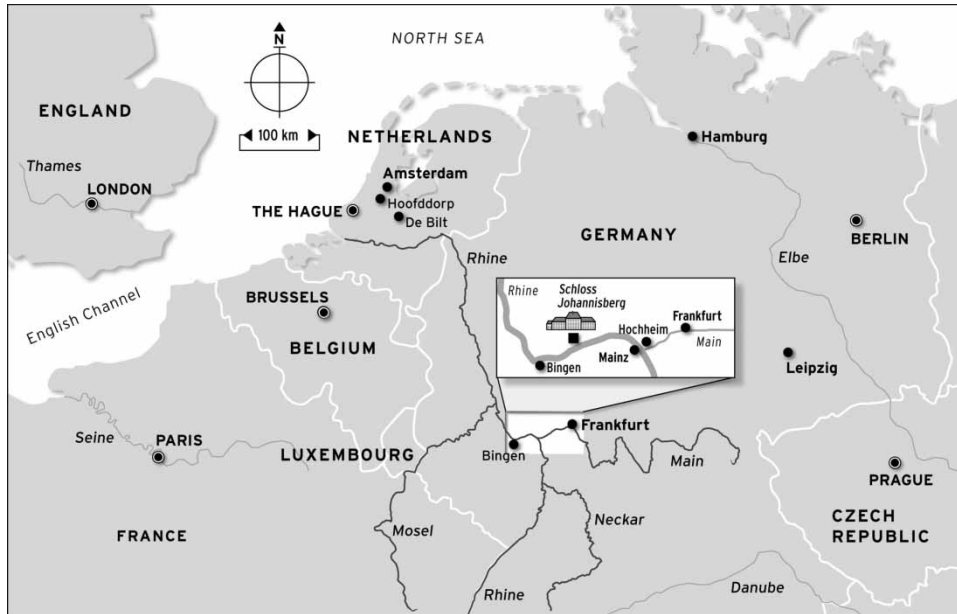 NORTH SEA
N
100 km
ENGLAND
Thames
LONDON
NETHERLANDS
Amsterdam
Hoofddorp
De Bilt
THE HAGUE
Hamburg
BERLIN
Elbe
GERMANY
Rhine
English Channel
BRUSSELS
BELGIUM
Rhine
Schloss
Johannisberg
Frankfurt
Hochheim
Main
Mainz
Bingen
Leipzig
Seine
PARIS
LUXEMBOURG
Bingen
Frankfurt
Main
PRAGUE
CZECH
REPUBLIC
FRANCE
Mosel
Neckar
Rhine
Danube